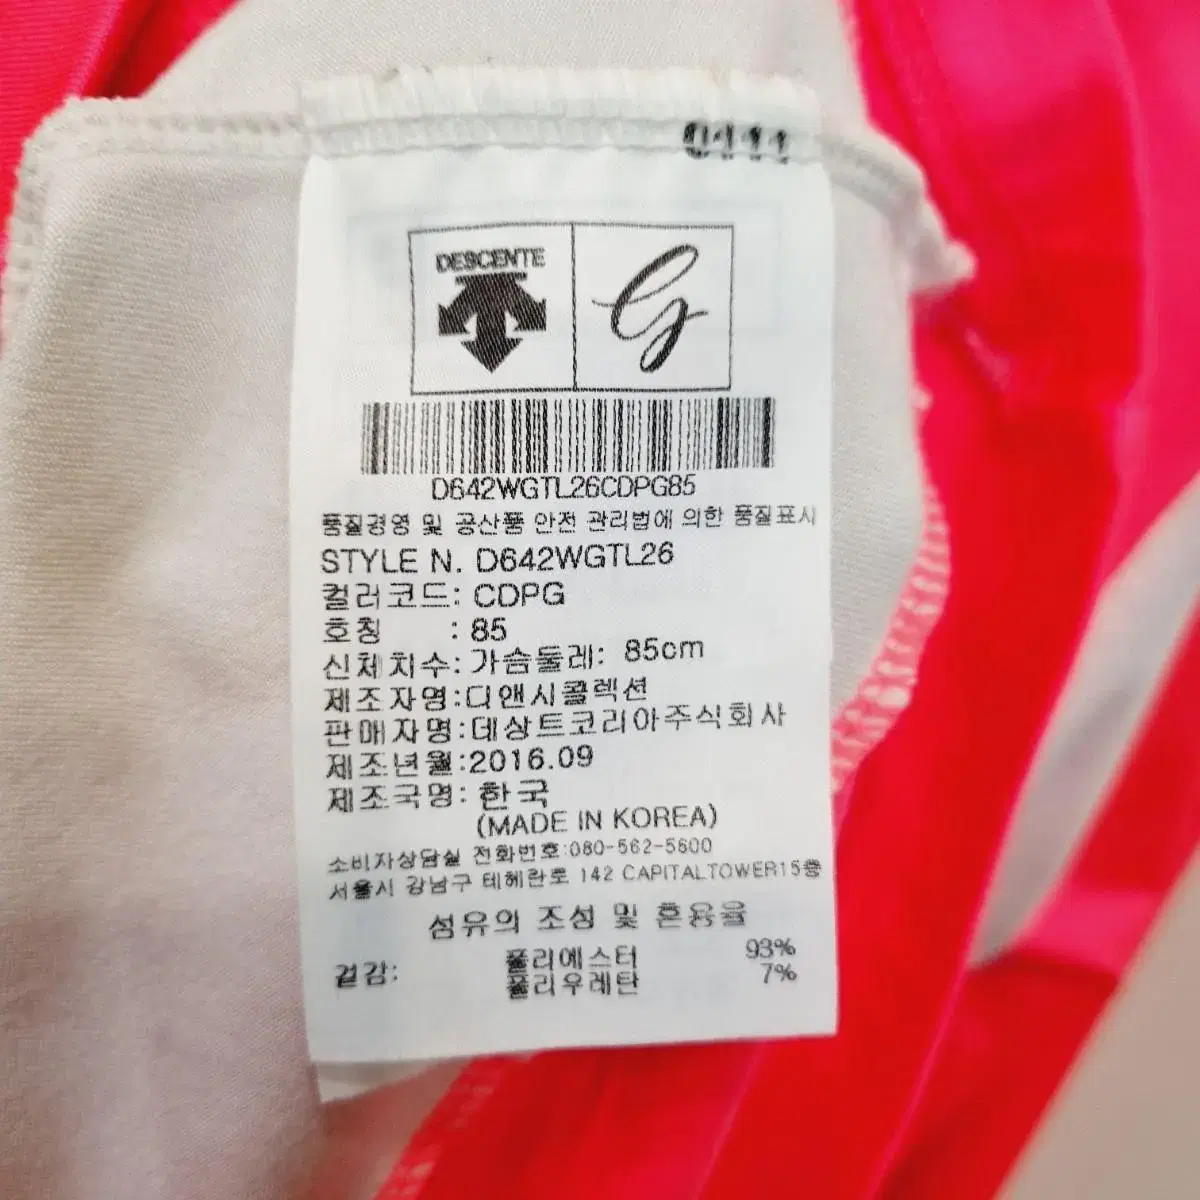 DESCENTE
G
D642WGTL26CDPG85
품질경영 및 공산품 안전 관리법에 의한 품질표시
STYLE N. D642WGTL26
컬러코드: CDPG
호칭 : 85
신체치수: 가슴둘레: 85cm
제조자명:디앤시콜렉션
판매자명:데상트코리아주식회사
제조년월:2016.09
제조국명: 한국
(MADE IN KOREA)
소비자상담실 전화번호:080-562-5600
서울시 강남구 테헤란로 142 CAPITALTOWER15층
섬유의 조성 및 혼용율
겉감: 폴리에스터 93%
폴리우레탄 7%